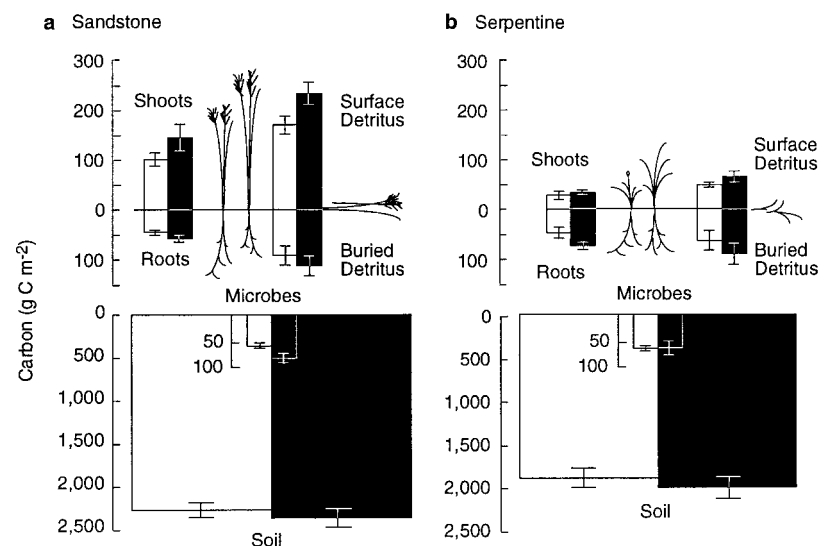 a Sandstone
300
200
100
0
100
Shoots
Roots
Surface
Detritus
Buried
Detritus
Microbes
0
500
1,000
1,500
2,000
2,500
50
100
Soil
Carbon (g C m-2)
b Serpentine
300
200
100
0
100
Shoots
Roots
Surface
Detritus
Buried
Detritus
Microbes
0
500
1,000
1,500
2,000
2,500
50
100
Soil